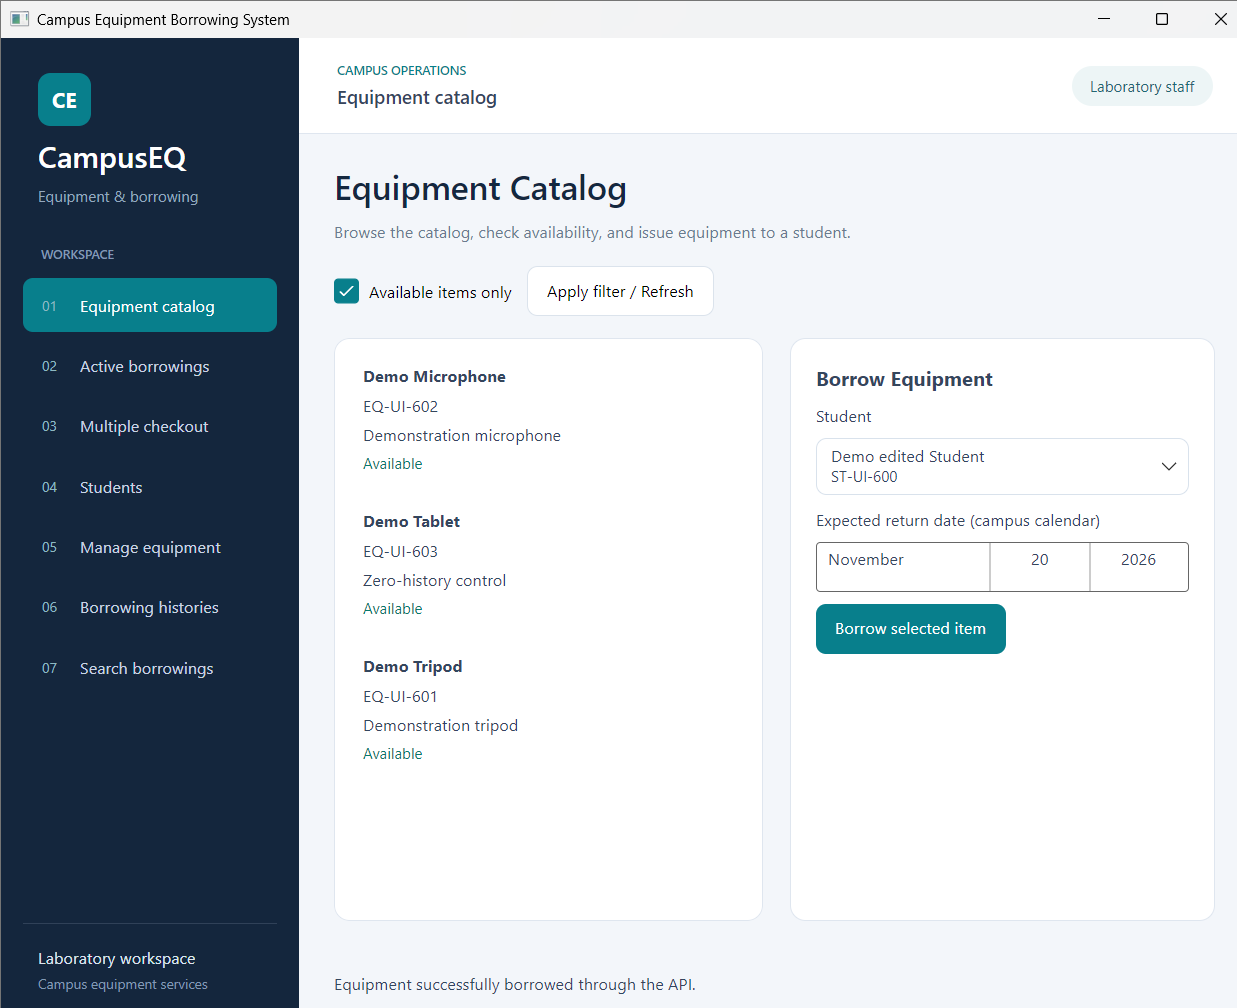 Campus Equipment Borrowing System
CE
CampusEQ
Equipment & borrowing
WORKSPACE
01 Equipment catalog
02 Active borrowings
03 Multiple checkout
04 Students
05 Manage equipment
06 Borrowing histories
07 Search borrowings
Laboratory workspace
Campus equipment services
CAMPUS OPERATIONS
Equipment catalog
Laboratory staff
Equipment Catalog
Browse the catalog, check availability, and issue equipment to a student.
Available items only
Apply filter / Refresh
Demo Microphone
EQ-UI-602
Demonstration microphone
Available
Demo Tablet
EQ-UI-603
Zero-history control
Available
Demo Tripod
EQ-UI-601
Demonstration tripod
Available
Borrow Equipment
Student
Demo edited Student
ST-UI-600
Expected return date (campus calendar)
November 20 2026
Borrow selected item
Equipment successfully borrowed through the API.